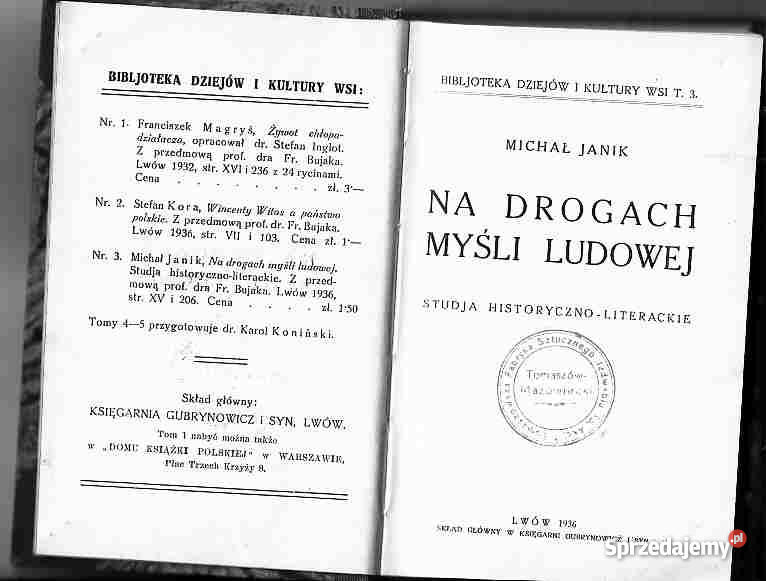 BIBLJOTEKA DZIEJÓW I KULTURY WSI:
Nr. 1. Franciszek Magryś, Żywot chłopa-
działacza, opracował dr. Stefan Inglot.
Z przedmową prof. dra Fr. Bujaka.
Lwów 1932, str. XVI i 236 z 24 rycinami.
Cena . . . . . . . zł. 3·—
Nr. 2. Stefan Kora, Wincenty Witos a państwo
polskie. Z przedmową prof. dr. Fr. Bujaka.
Lwów 1936, str. VII i 103. Cena zł. 1·—
Nr. 3. Michał Janik, Na drogach myśli ludowej.
Studja historyczno-literackie. Z przed-
mową prof. dra Fr. Bujaka. Lwów 1936,
str. XV i 206. Cena . . . . zł. 1·50
Tomy 4—5 przygotowuje dr. Karol Koniński.
Skład główny:
KSIĘGARNIA GUBRYNOWICZ I SYN, LWÓW.
Tom 1 nabyć można także
w „DOMU KSIĄŻKI POLSKIEJ" w WARSZAWIE,
Plac Trzech Krzyży 8.
BIBLJOTEKA DZIEJÓW I KULTURY WSI T. 3.
MICHAŁ JANIK
NA DROGACH
MYŚLI LUDOWEJ
STUDJA HISTORYCZNO-LITERACKIE
Fabryka Sztucznego Jedwabiu
Tomaszów-
Mazowiecki
LWÓW 1936
SKŁAD GŁÓWNY W KSIĘGARNI GUBRYNOWICZ I SYN
Sprzedajemy.pl